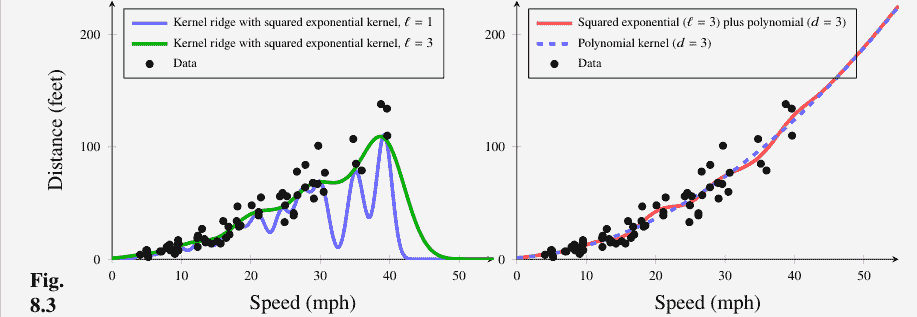 Kernel ridge with squared exponential kernel, ℓ = 1
Kernel ridge with squared exponential kernel, ℓ = 3
Data
200
100
0
Distance (feet)
0 10 20 30 40 50
Speed (mph)
Squared exponential (ℓ = 3) plus polynomial (d = 3)
Polynomial kernel (d = 3)
Data
200
100
0
0 10 20 30 40 50
Speed (mph)
Fig.
8.3